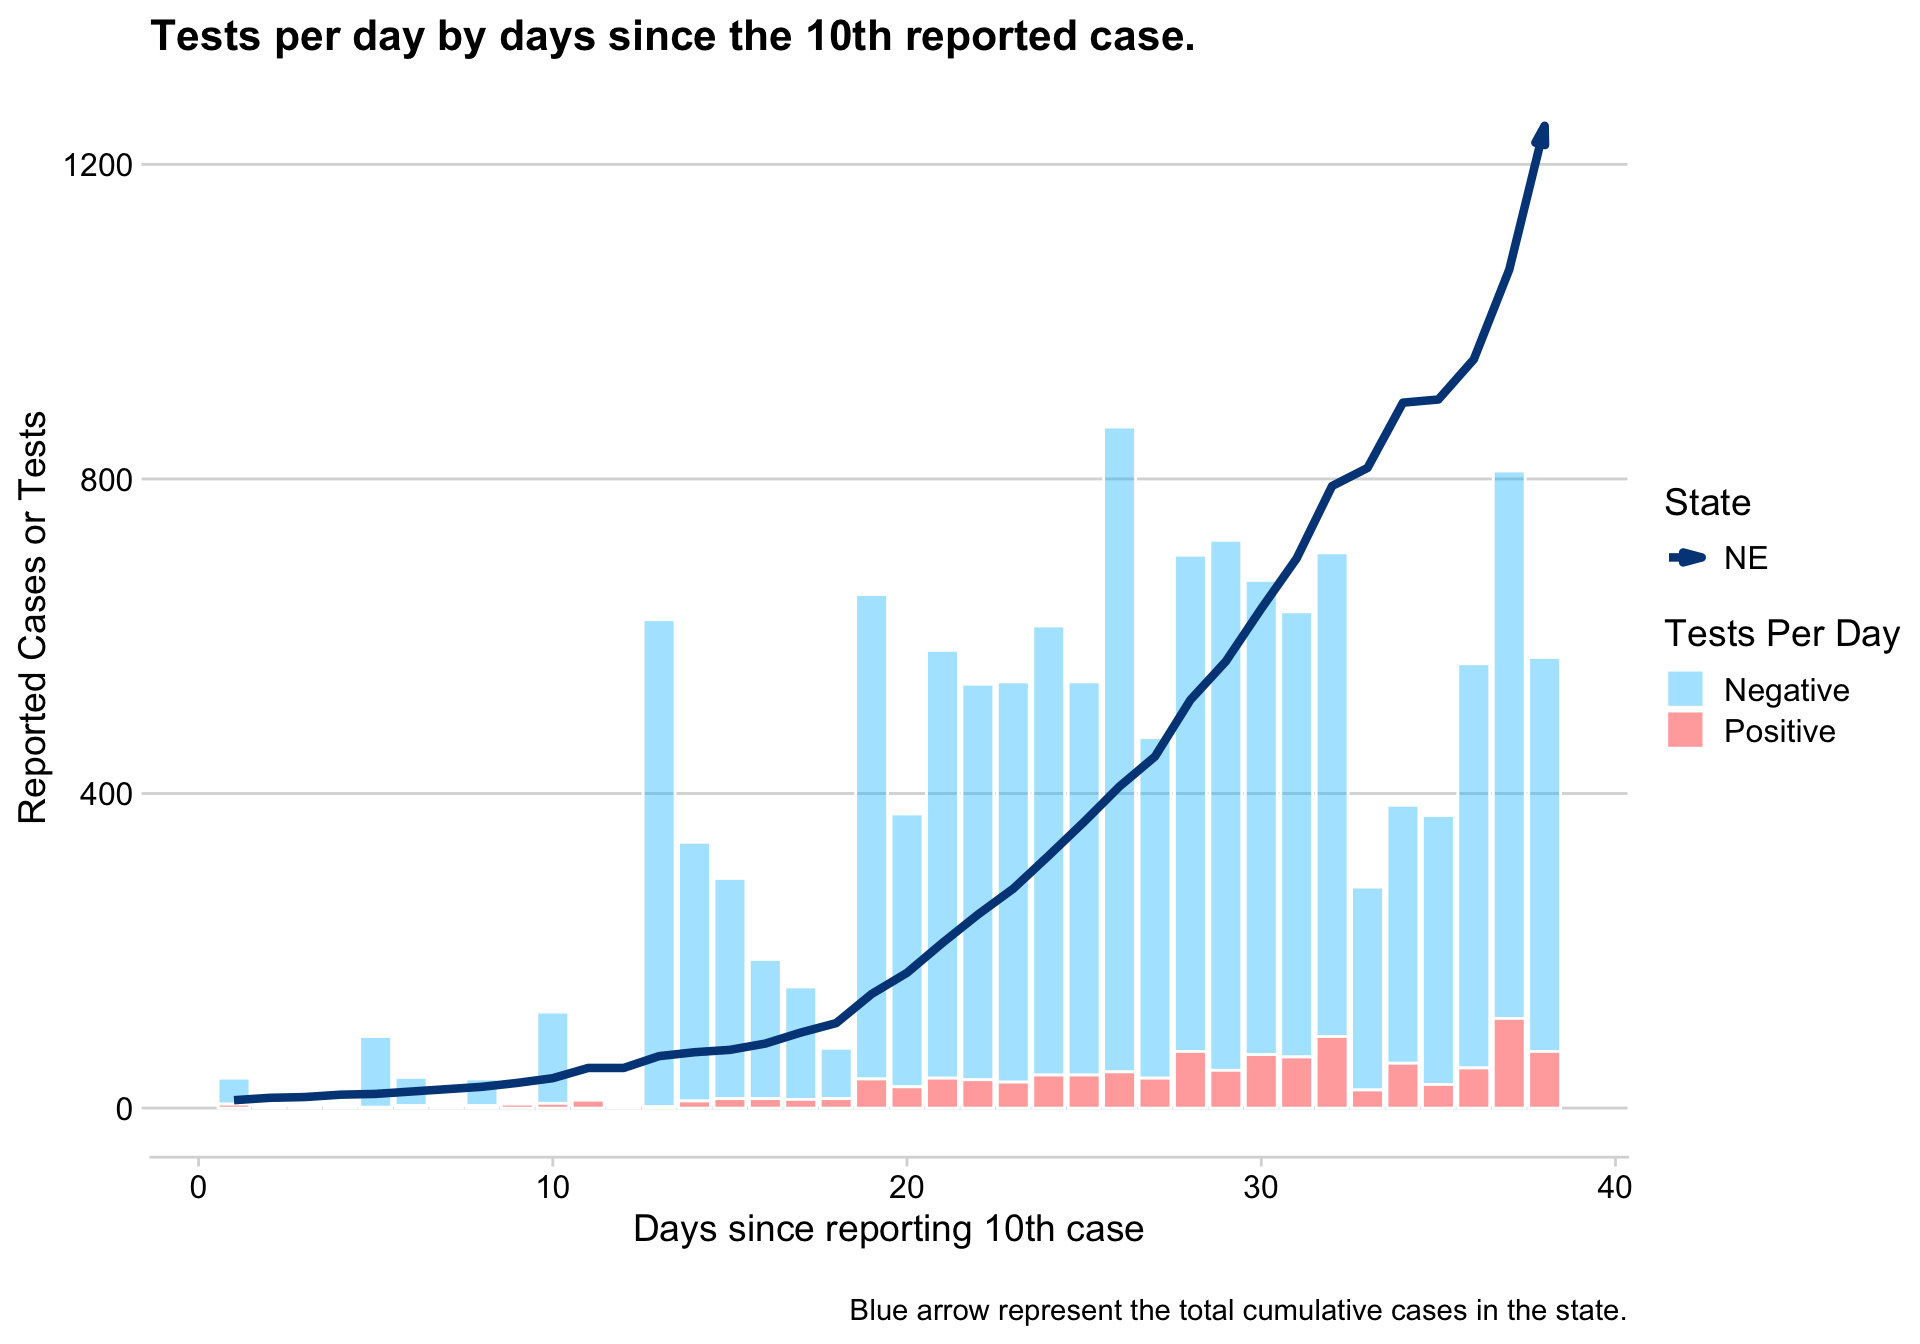 Tests per day by days since the 10th reported case.
1200
800
400
0
Reported Cases or Tests
0 10 20 30 40
Days since reporting 10th case
State
NE
Tests Per Day
Negative
Positive
Blue arrow represent the total cumulative cases in the state.